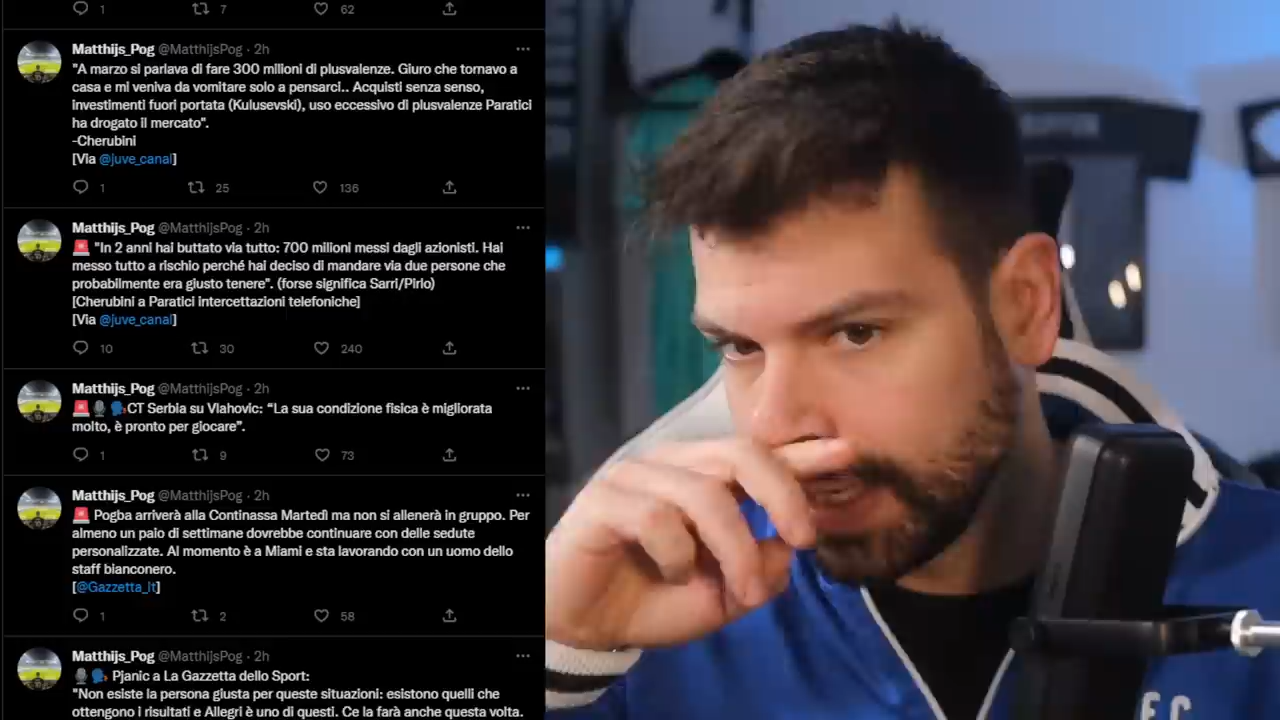 1 7 62
Matthijs_Pog @MatthijsPog · 2h
"A marzo si parlava di fare 300 milioni di plusvalenze. Giuro che tornavo a
casa e mi veniva da vomitare solo a pensarci.. Acquisti senza senso,
investimenti fuori portata (Kulusevski), uso eccessivo di plusvalenze Paratici
ha drogato il mercato".
-Cherubini
[Via @juve_canal]
1 25 136
Matthijs_Pog @MatthijsPog · 2h
"In 2 anni hai buttato via tutto: 700 milioni messi dagli azionisti. Hai
messo tutto a rischio perché hai deciso di mandare via due persone che
probabilmente era giusto tenere". (forse significa Sarri/Pirlo)
[Cherubini a Paratici intercettazioni telefoniche]
[Via @juve_canal]
10 30 240
Matthijs_Pog @MatthijsPog · 2h
CT Serbia su Vlahovic: “La sua condizione fisica è migliorata
molto, è pronto per giocare”.
1 9 73
Matthijs_Pog @MatthijsPog · 2h
Pogba arriverà alla Continassa Martedì ma non si allenerà in gruppo. Per
almeno un paio di settimane dovrebbe continuare con delle sedute
personalizzate. Al momento è a Miami e sta lavorando con un uomo dello
staff bianconero.
[@Gazzetta_it]
1 2 58
Matthijs_Pog @MatthijsPog · 2h
Pjanic a La Gazzetta dello Sport:
"Non esiste la persona giusta per queste situazioni: esistono quelli che
ottengono i risultati e Allegri è uno di questi. Ce la farà anche questa volta.
F.C.